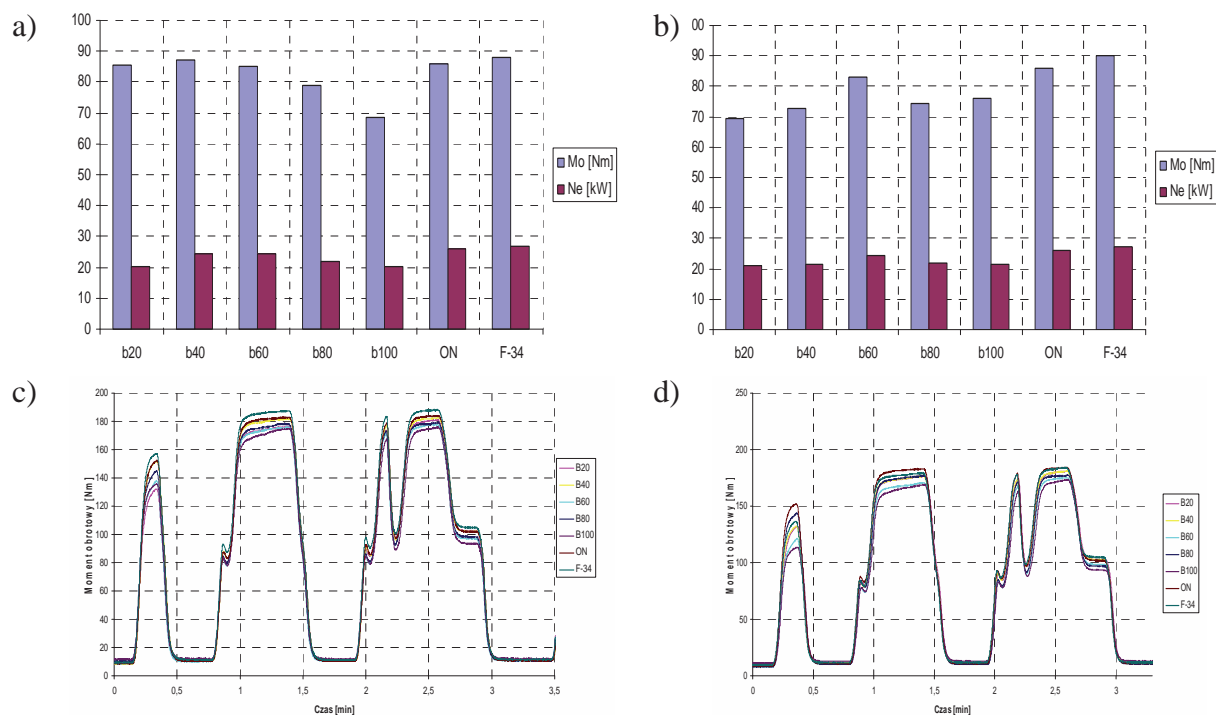 a)
100
90
80
70
60
50
40
30
20
10
0
b20 b40 b60 b80 b100 ON F-34
Mo [Nm]
Ne [kW]
b)
00
90
80
70
60
50
40
30
20
10
0
b20 b40 b60 b80 b100 ON F-34
Mo [Nm]
Ne [kW]
c)
Moment obrotowy [Nm]
200
180
160
140
120
100
80
60
40
20
0
0 0,5 1 1,5 2 2,5 3 3,5
Czas [min]
B20
B40
B60
B80
B100
ON
F-34
d)
Moment obrotowy [Nm]
250
200
150
100
50
0
0 0,5 1 1,5 2 2,5 3
Czas [min]
B20
B40
B60
B80
B100
ON
F-34